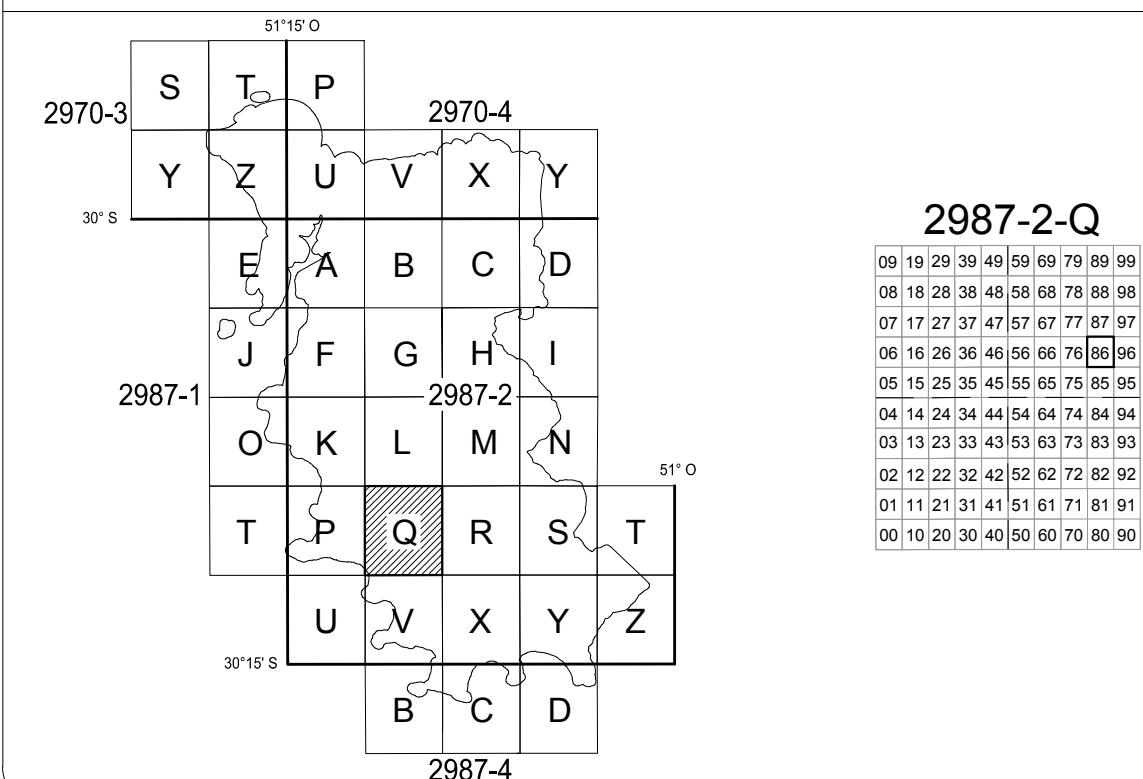 51°15' O
S T P
2970-3 2970-4
Y Z U V X Y
30° S
E A B C D
J F G H I
2987-1 2987-2
O K L M N
51° O
T P Q R S T
U V X Y Z
30°15' S
B C D
2987-4
2987-2-Q
09 19 29 39 49 59 69 79 89 99
08 18 28 38 48 58 68 78 88 98
07 17 27 37 47 57 67 77 87 97
06 16 26 36 46 56 66 76 86 96
05 15 25 35 45 55 65 75 85 95
04 14 24 34 44 54 64 74 84 94
03 13 23 33 43 53 63 73 83 93
02 12 22 32 42 52 62 72 82 92
01 11 21 31 41 51 61 71 81 91
00 10 20 30 40 50 60 70 80 90